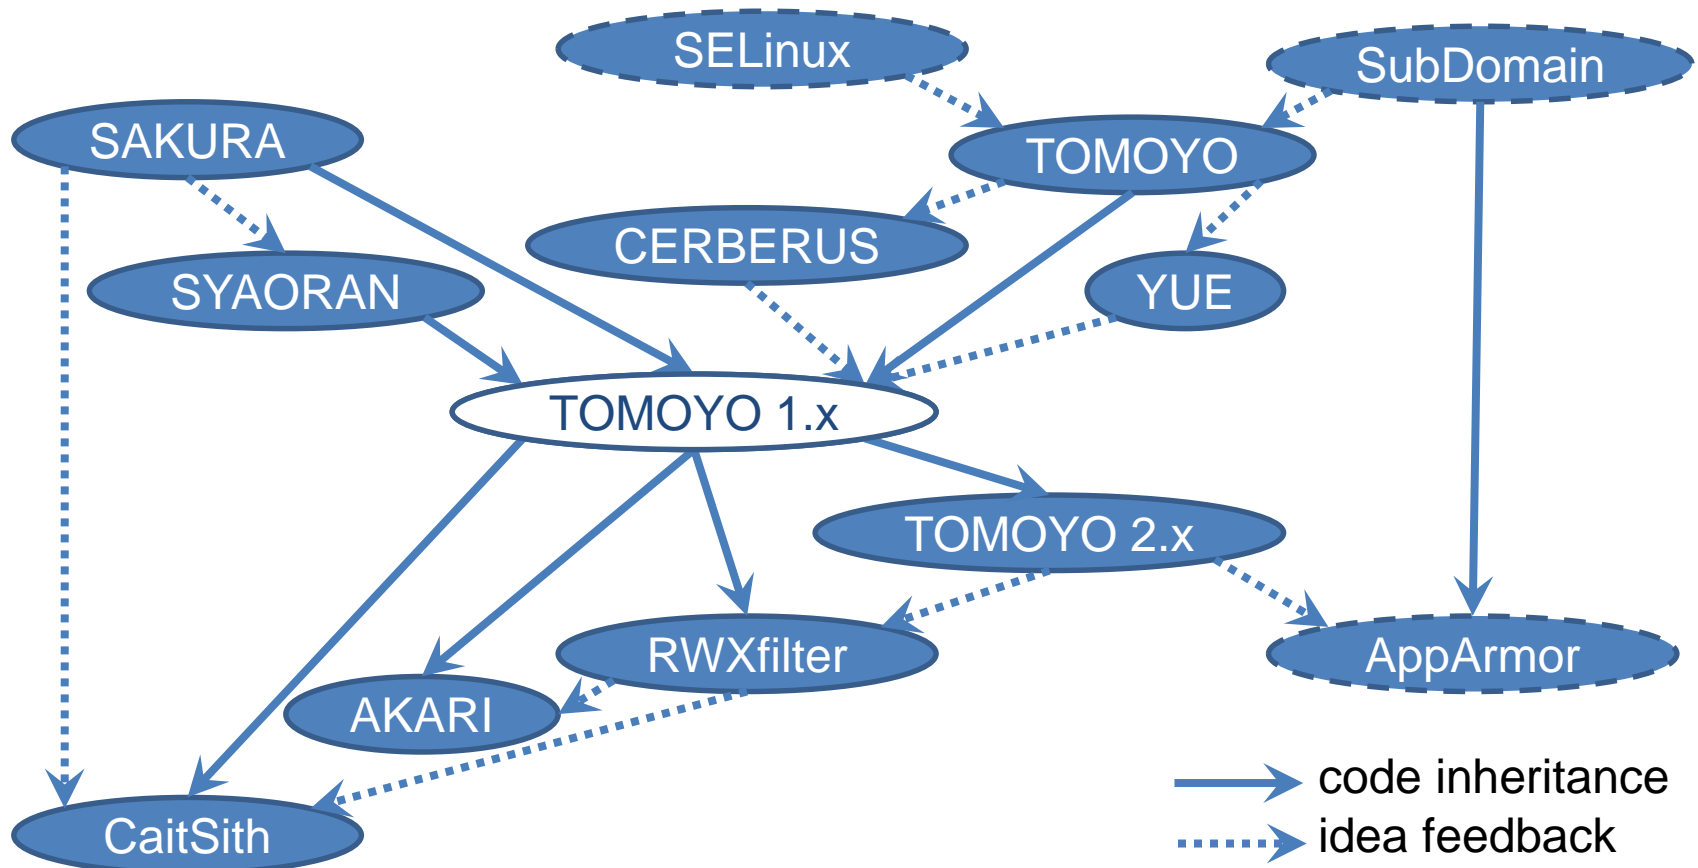 SELinux
SubDomain
SAKURA
TOMOYO
CERBERUS
SYAORAN
YUE
TOMOYO 1.x
TOMOYO 2.x
RWXfilter
AppArmor
AKARI
code inheritance
CaitSith
idea feedback